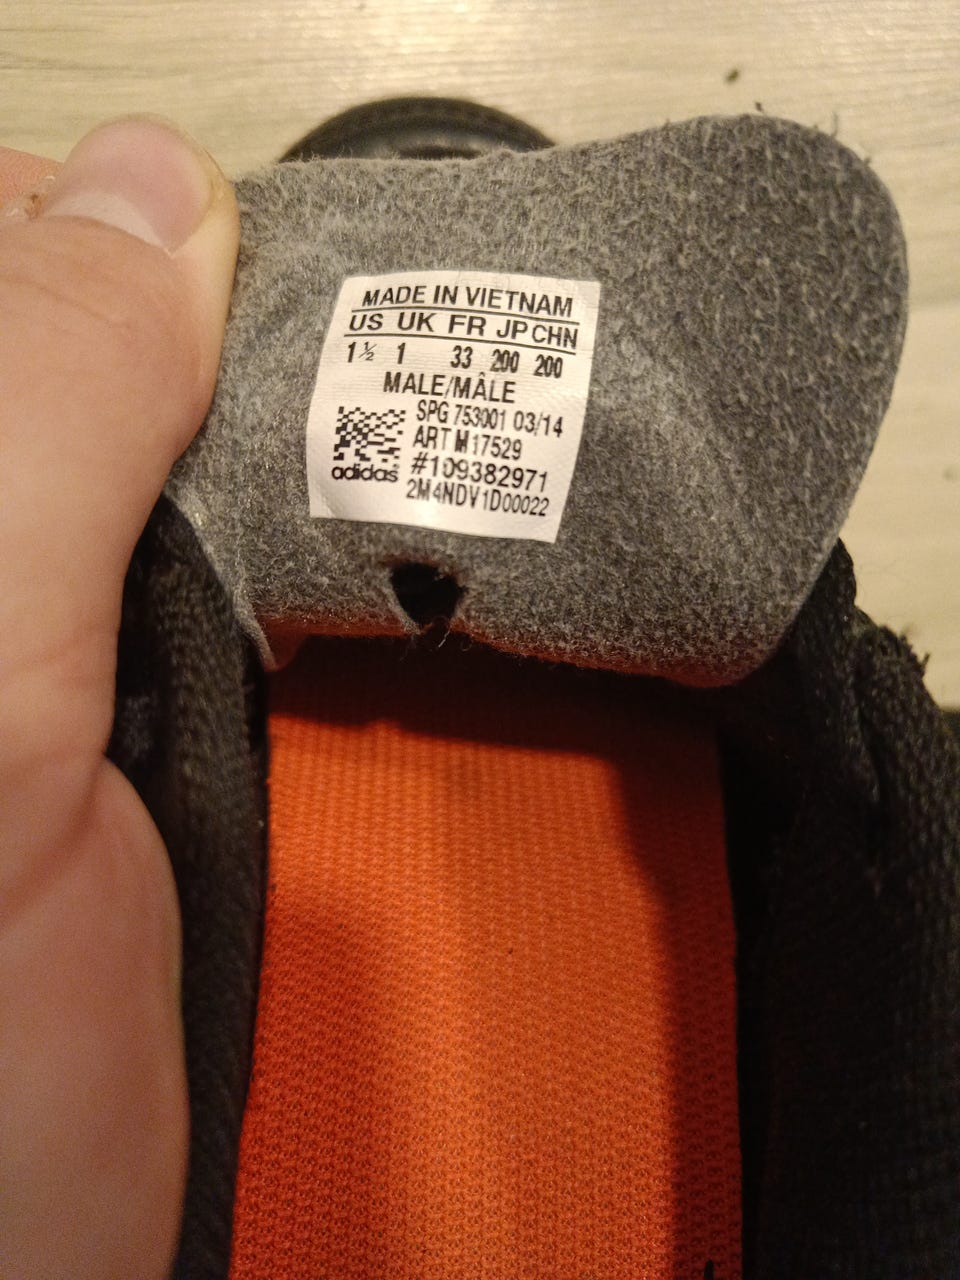 MADE IN VIETNAM
US UK FR JP CHN
1½ 1 33 200 200
MALE/MÂLE
SPG 753001 03/14
ART M17529
#109382971
adidas
2M4NDV1D00022